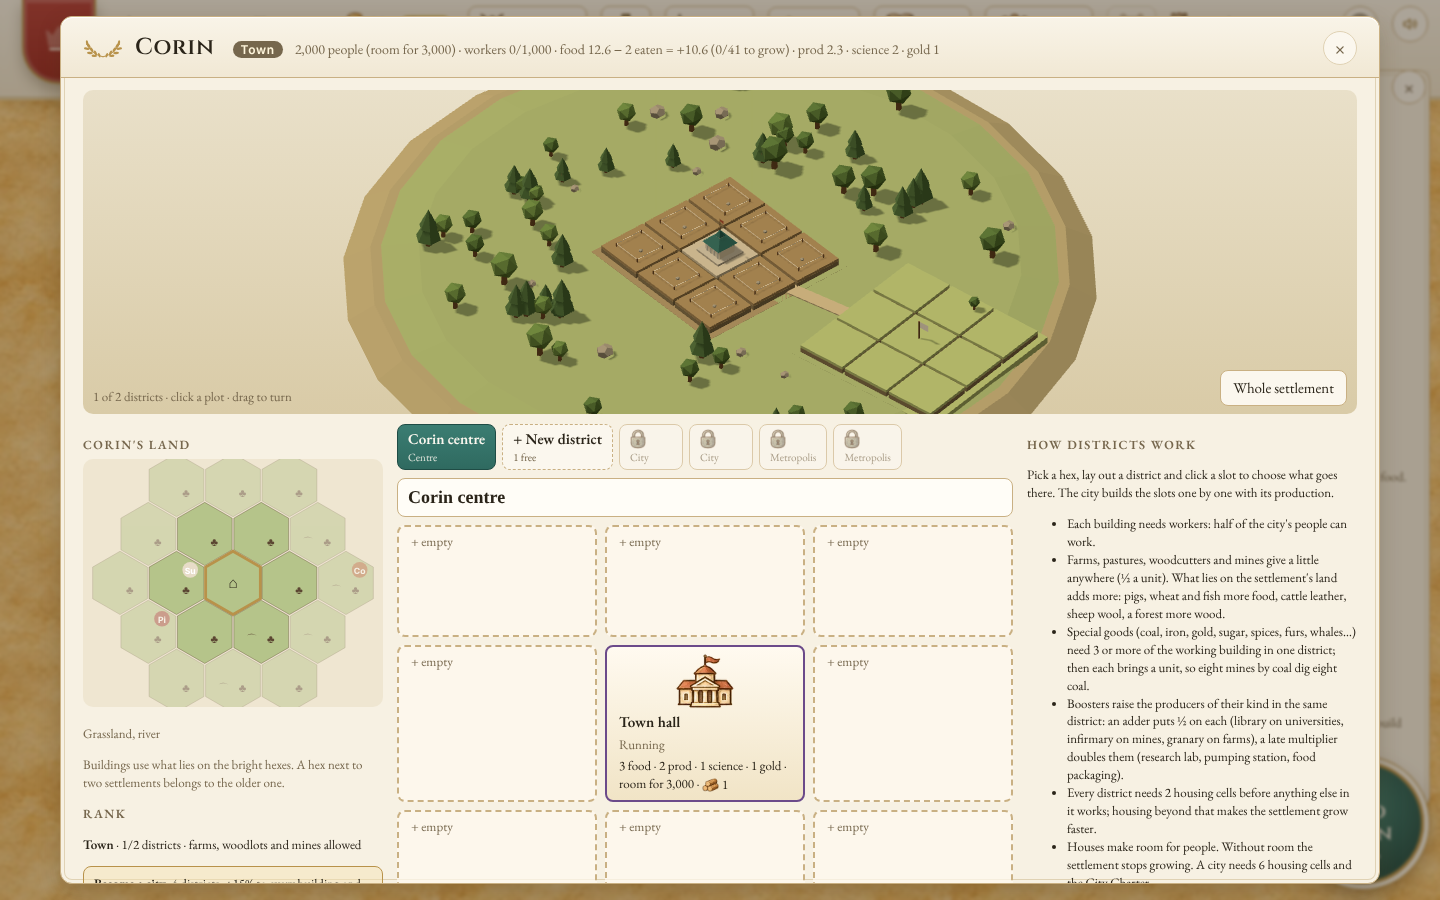 Corin Town 2,000 people (room for 3,000) · workers 0/1,000 · food 12.6 – 2 eaten = +10.6 (0/41 to grow) · prod 2.3 · science 2 · gold 1 ×
1 of 2 districts · click a plot · drag to turn
Whole settlement
CORIN'S LAND
Su
Co
Pi
Grassland, river
Buildings use what lies on the bright hexes. A hex next to
two settlements belongs to the older one.
RANK
Town · 1/2 districts · farms, woodlots and mines allowed
Corin centre
Centre
+ New district
1 free
City
City
Metropolis
Metropolis
Corin centre
+ empty
+ empty
+ empty
+ empty
Town hall
Running
3 food · 2 prod · 1 science · 1 gold ·
room for 3,000 · 1
+ empty
+ empty
+ empty
+ empty
HOW DISTRICTS WORK
Pick a hex, lay out a district and click a slot to choose what goes
there. The city builds the slots one by one with its production.
• Each building needs workers: half of the city's people can
work.
• Farms, pastures, woodcutters and mines give a little
anywhere (½ a unit). What lies on the settlement's land
adds more: pigs, wheat and fish more food, cattle leather,
sheep wool, a forest more wood.
• Special goods (coal, iron, gold, sugar, spices, furs, whales…)
need 3 or more of the working building in one district;
then each brings a unit, so eight mines by coal dig eight
coal.
• Boosters raise the producers of their kind in the same
district: an adder puts ½ on each (library on universities,
infirmary on mines, granary on farms), a late multiplier
doubles them (research lab, pumping station, food
packaging).
• Every district needs 2 housing cells before anything else in
it works; housing beyond that makes the settlement grow
faster.
• Houses make room for people. Without room the
settlement stops growing. A city needs 6 housing cells and
the City Charter.
food.